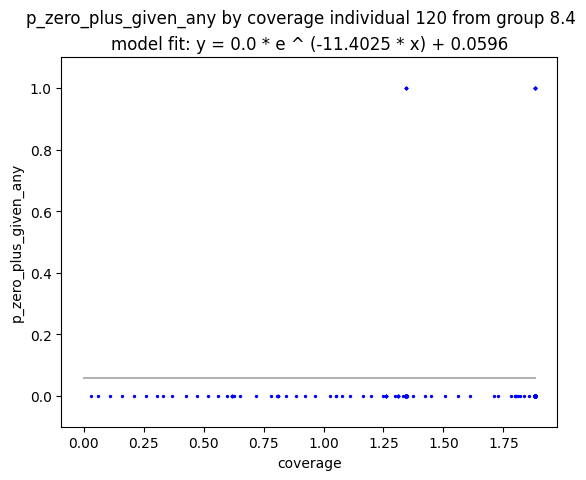 p_zero_plus_given_any by coverage individual 120 from group 8.4
model fit: y = 0.0 * e ^ (-11.4025 * x) + 0.0596
1.0
0.8
0.6
0.4
0.2
0.0
p_zero_plus_given_any
0.00 0.25 0.50 0.75 1.00 1.25 1.50 1.75
coverage